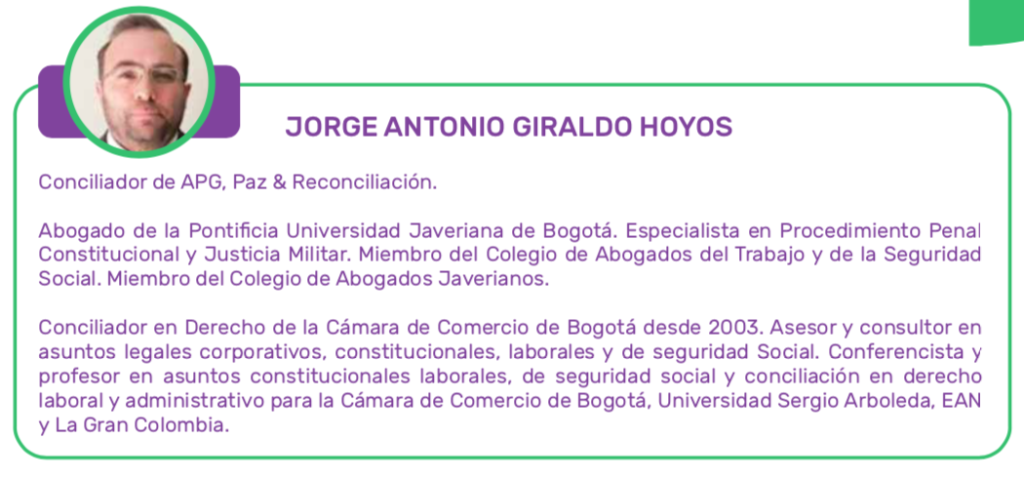 JORGE ANTONIO GIRALDO HOYOS
Conciliador de APG, Paz & Reconciliación.
Abogado de la Pontificia Universidad Javeriana de Bogotá. Especialista en Procedimiento Penal
Constitucional y Justicia Militar. Miembro del Colegio de Abogados del Trabajo y de la Seguridad
Social. Miembro del Colegio de Abogados Javerianos.
Conciliador en Derecho de la Cámara de Comercio de Bogotá desde 2003. Asesor y consultor en
asuntos legales corporativos, constitucionales, laborales y de seguridad Social. Conferencista y
profesor en asuntos constitucionales laborales, de seguridad social y conciliación en derecho
laboral y administrativo para la Cámara de Comercio de Bogotá, Universidad Sergio Arboleda, EAN
y La Gran Colombia.